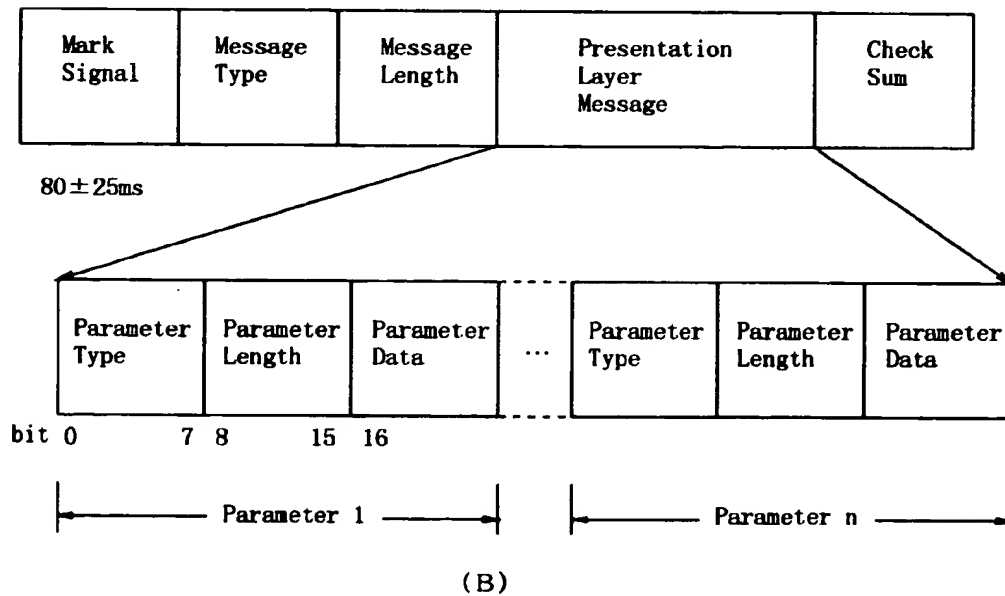 Mark Signal
Message Type
Message Length
Presentation Layer Message
Check Sum
80±25ms
Parameter Type
Parameter Length
Parameter Data
...
Parameter Type
Parameter Length
Parameter Data
bit 0 7 8 15 16
Parameter 1
Parameter n
(B)